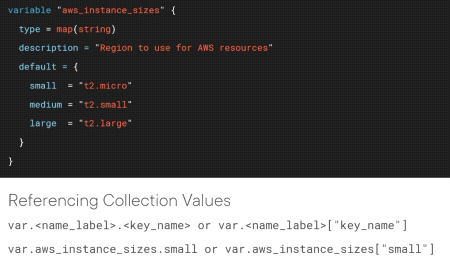 variable "aws_instance_sizes" {
type = map(string)
description = "Region to use for AWS resources"
default = {
small = "t2.micro"
medium = "t2.small"
large = "t2.large"
}
}
Referencing Collection Values
var.<name_label>.<key_name> or var.<name_label>["key_name"]
var.aws_instance_sizes.small or var.aws_instance_sizes["small"]